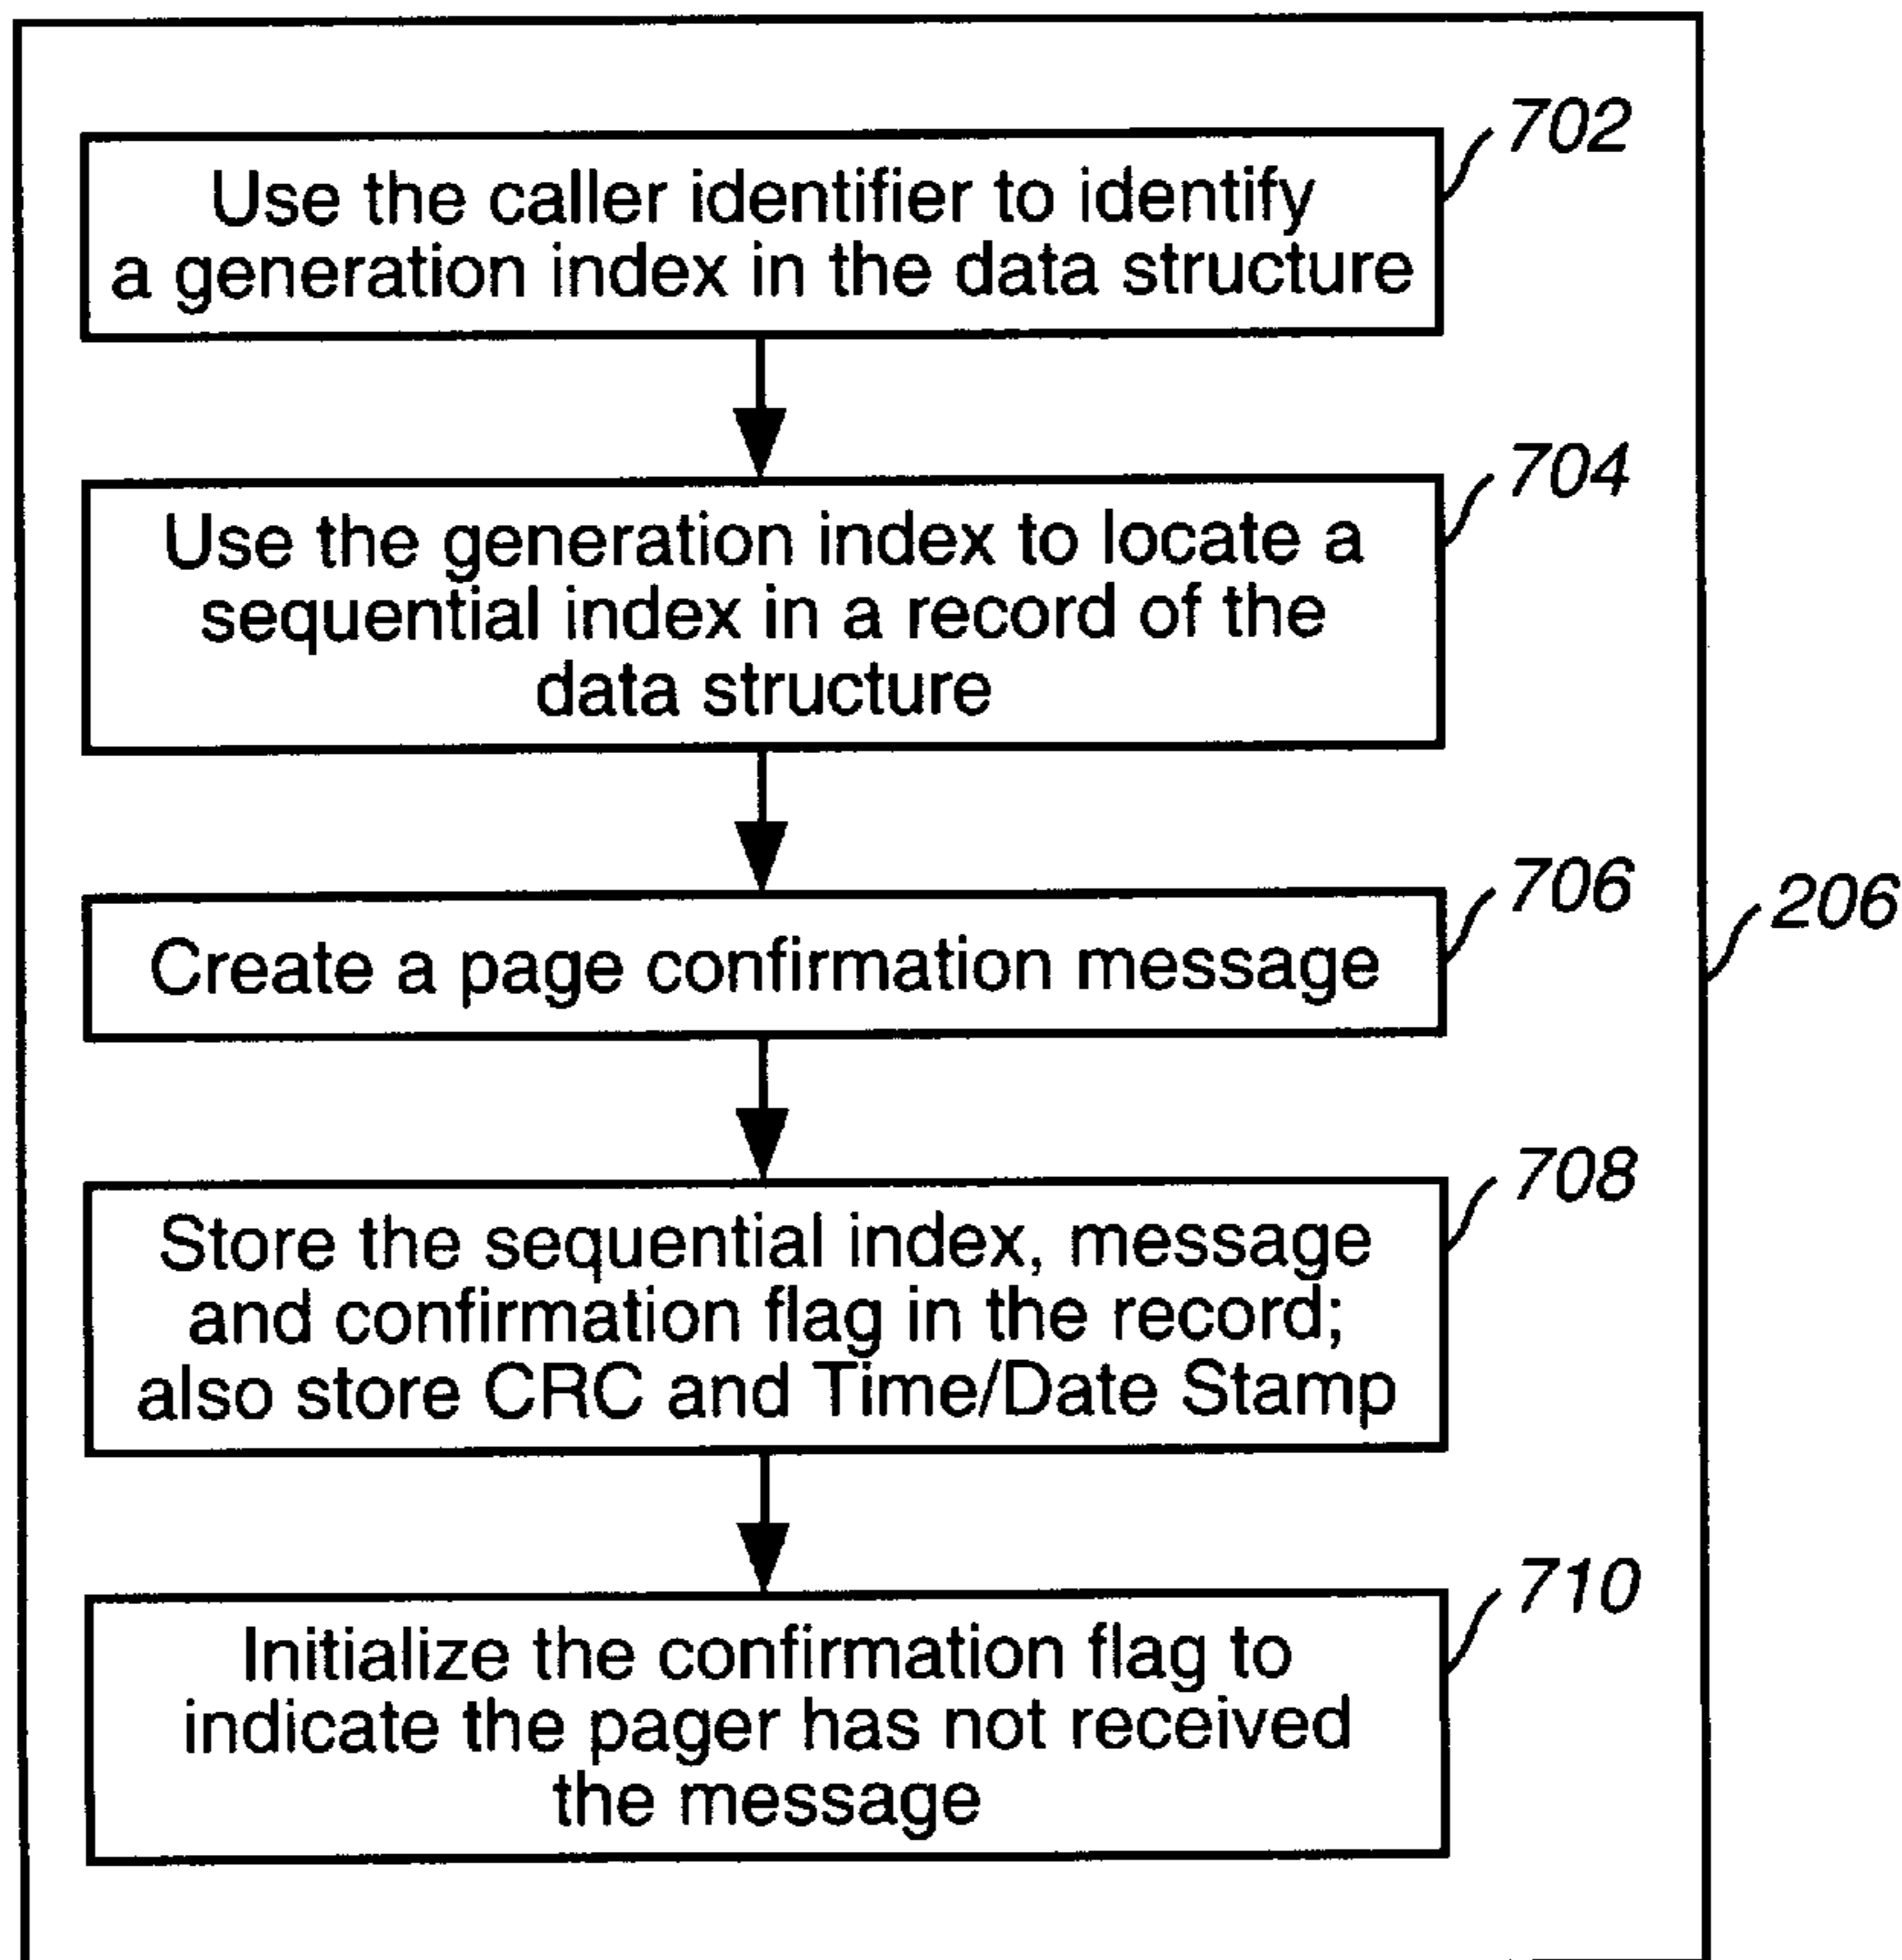 702
Use the caller identifier to identify
a generation index in the data structure
704
Use the generation index to locate a
sequential index in a record of the
data structure
706
Create a page confirmation message
206
708
Store the sequential index, message
and confirmation flag in the record;
also store CRC and Time/Date Stamp
710
Initialize the confirmation flag to
indicate the pager has not received
the message